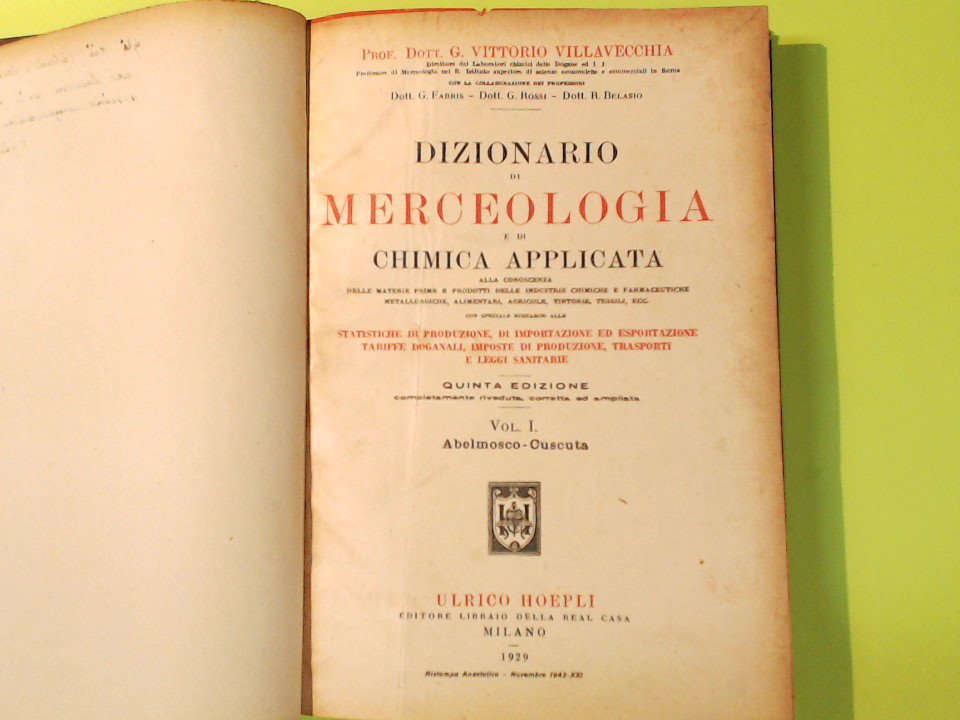 PROF. DOTT. G. VITTORIO VILLAVECCHIA
Direttore dei Laboratori chimici delle Dogane ed I. I.
Professore di Merceologia nel R. Istituto superiore di scienze economiche e commerciali in Roma
CON LA COLLABORAZIONE DEI PROFESSORI
DOTT. G. FABRIS - DOTT. G. ROSSI - DOTT. R. BELASIO
DIZIONARIO
DI
MERCEOLOGIA
E DI
CHIMICA APPLICATA
ALLA CONOSCENZA
DELLE MATERIE PRIME E PRODOTTI DELLE INDUSTRIE CHIMICHE E FARMACEUTICHE
METALLURGICHE, ALIMENTARI, AGRICOLE, TINTORIE, TESSILI, ECC.
CON SPECIALE RIGUARDO ALLE
STATISTICHE DI PRODUZIONE, DI IMPORTAZIONE ED ESPORTAZIONE
TARIFFE DOGANALI, IMPOSTE DI PRODUZIONE, TRASPORTI
E LEGGI SANITARIE
QUINTA EDIZIONE
completamente riveduta, corretta ed ampliata
VOL. I.
Abelmosco-Cuscuta
ULRICO HOEPLI
EDITORE LIBRAIO DELLA REAL CASA
MILANO
1929
Ristampa Anastatica - Novembre 1942-XXI